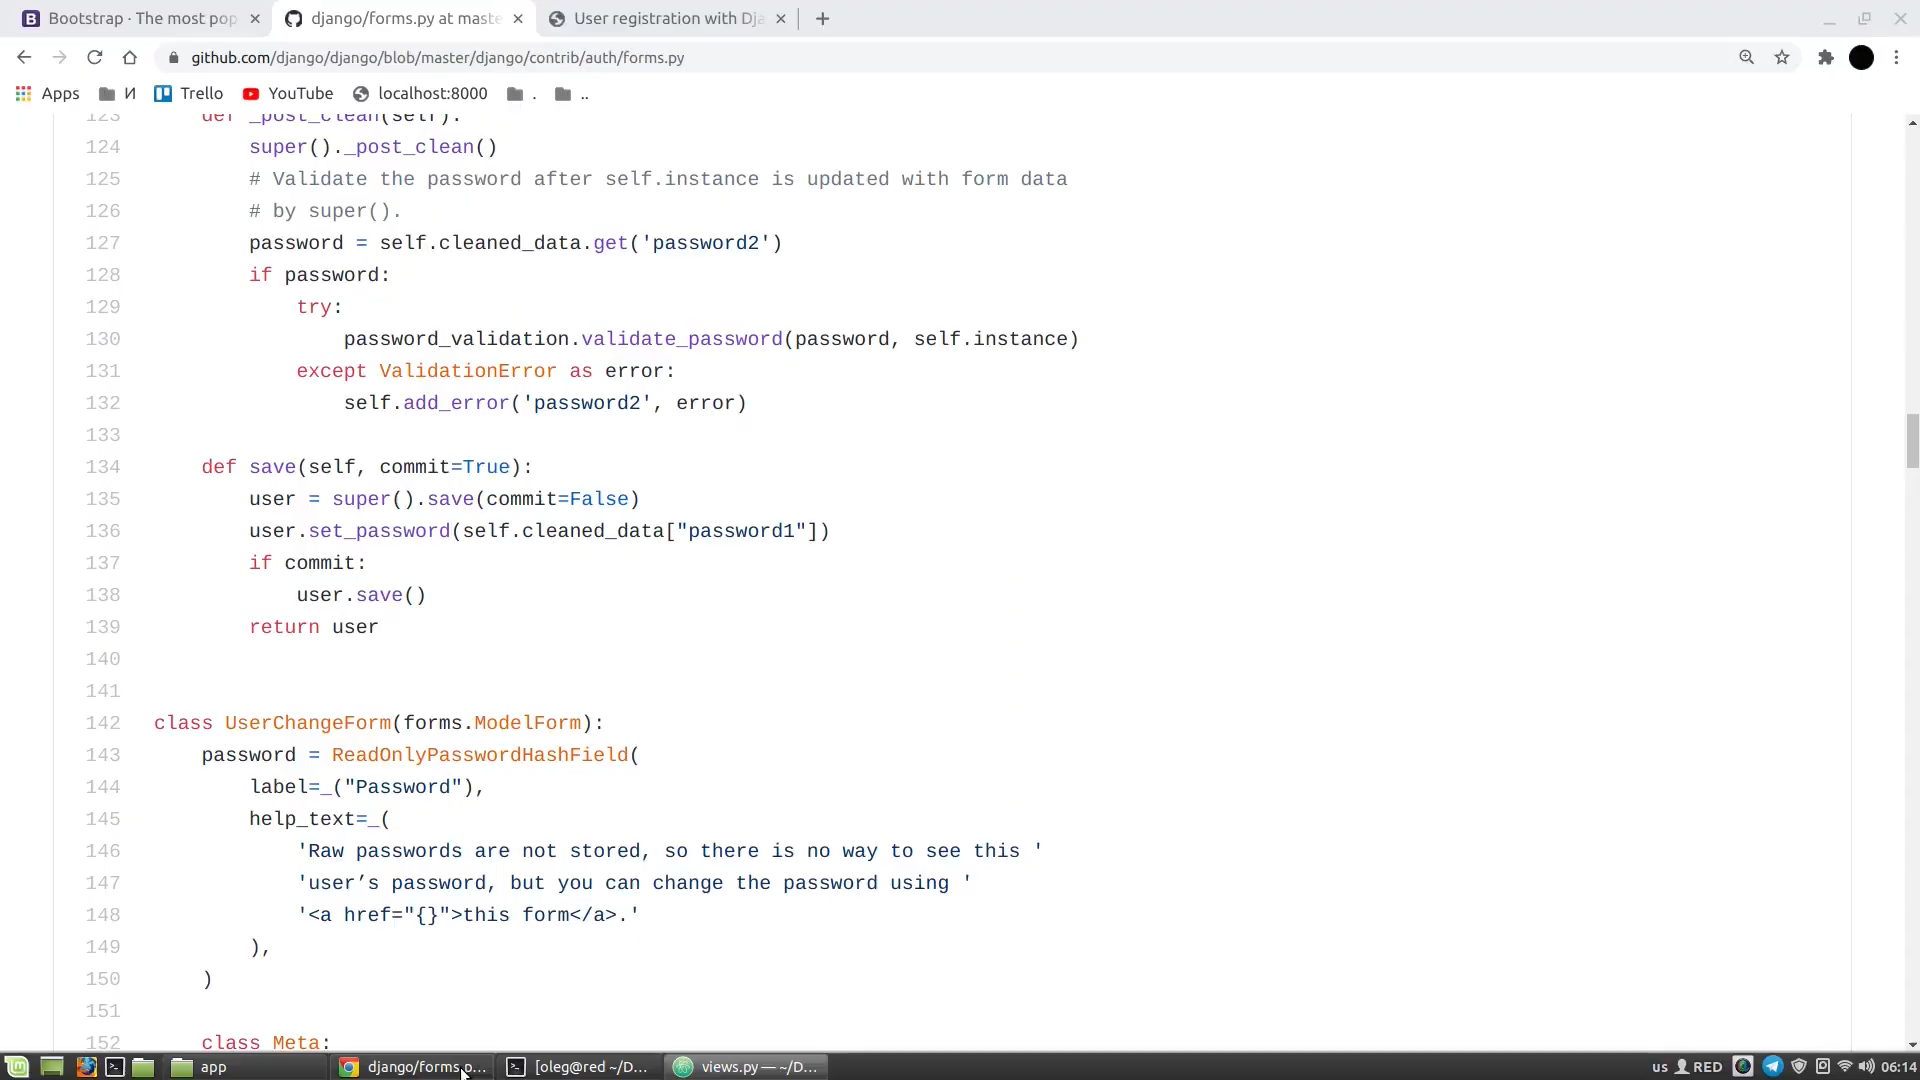 Bootstrap · The most pop
django/forms.py at maste
User registration with Dja
github.com/django/django/blob/master/django/contrib/auth/forms.py
Apps И Trello YouTube localhost:8000 . ..
123 def _post_clean(self):
124 super()._post_clean()
125 # Validate the password after self.instance is updated with form data
126 # by super().
127 password = self.cleaned_data.get('password2')
128 if password:
129 try:
130 password_validation.validate_password(password, self.instance)
131 except ValidationError as error:
132 self.add_error('password2', error)
133
134 def save(self, commit=True):
135 user = super().save(commit=False)
136 user.set_password(self.cleaned_data["password1"])
137 if commit:
138 user.save()
139 return user
140
141
142 class UserChangeForm(forms.ModelForm):
143 password = ReadOnlyPasswordHashField(
144 label=_("Password"),
145 help_text=_(
146 'Raw passwords are not stored, so there is no way to see this '
147 'user’s password, but you can change the password using '
148 '<a href="{}">this form</a>.'
149 ),
150 )
151
152 class Meta:
app django/forms.p... [oleg@red ~/D... views.py — ~/D... us RED 06:14